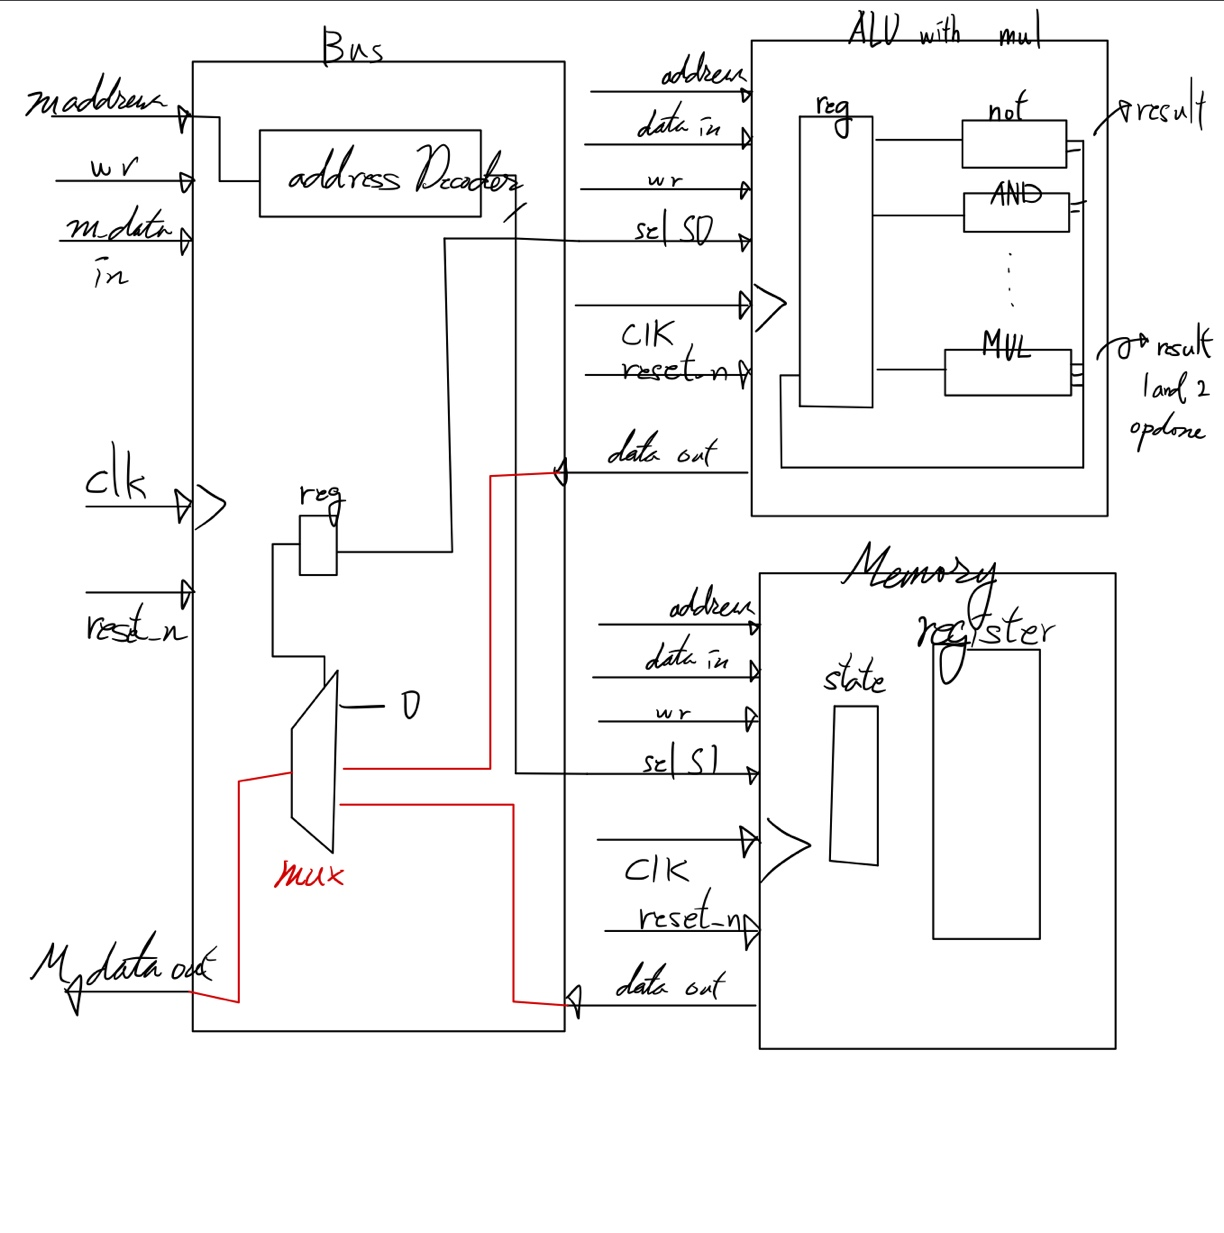 Bus
m address
wr
m_data
in
address Decoder
clk
reset_n
reg
0
mux
M_data out
ALU with mul
address
data in
wr
sel S0
clk
reset_n
data out
reg
not
AND
MUL
result
result
1 and 2
opdone
Memory
address
data in
wr
sel S1
clk
reset_n
data out
state
register